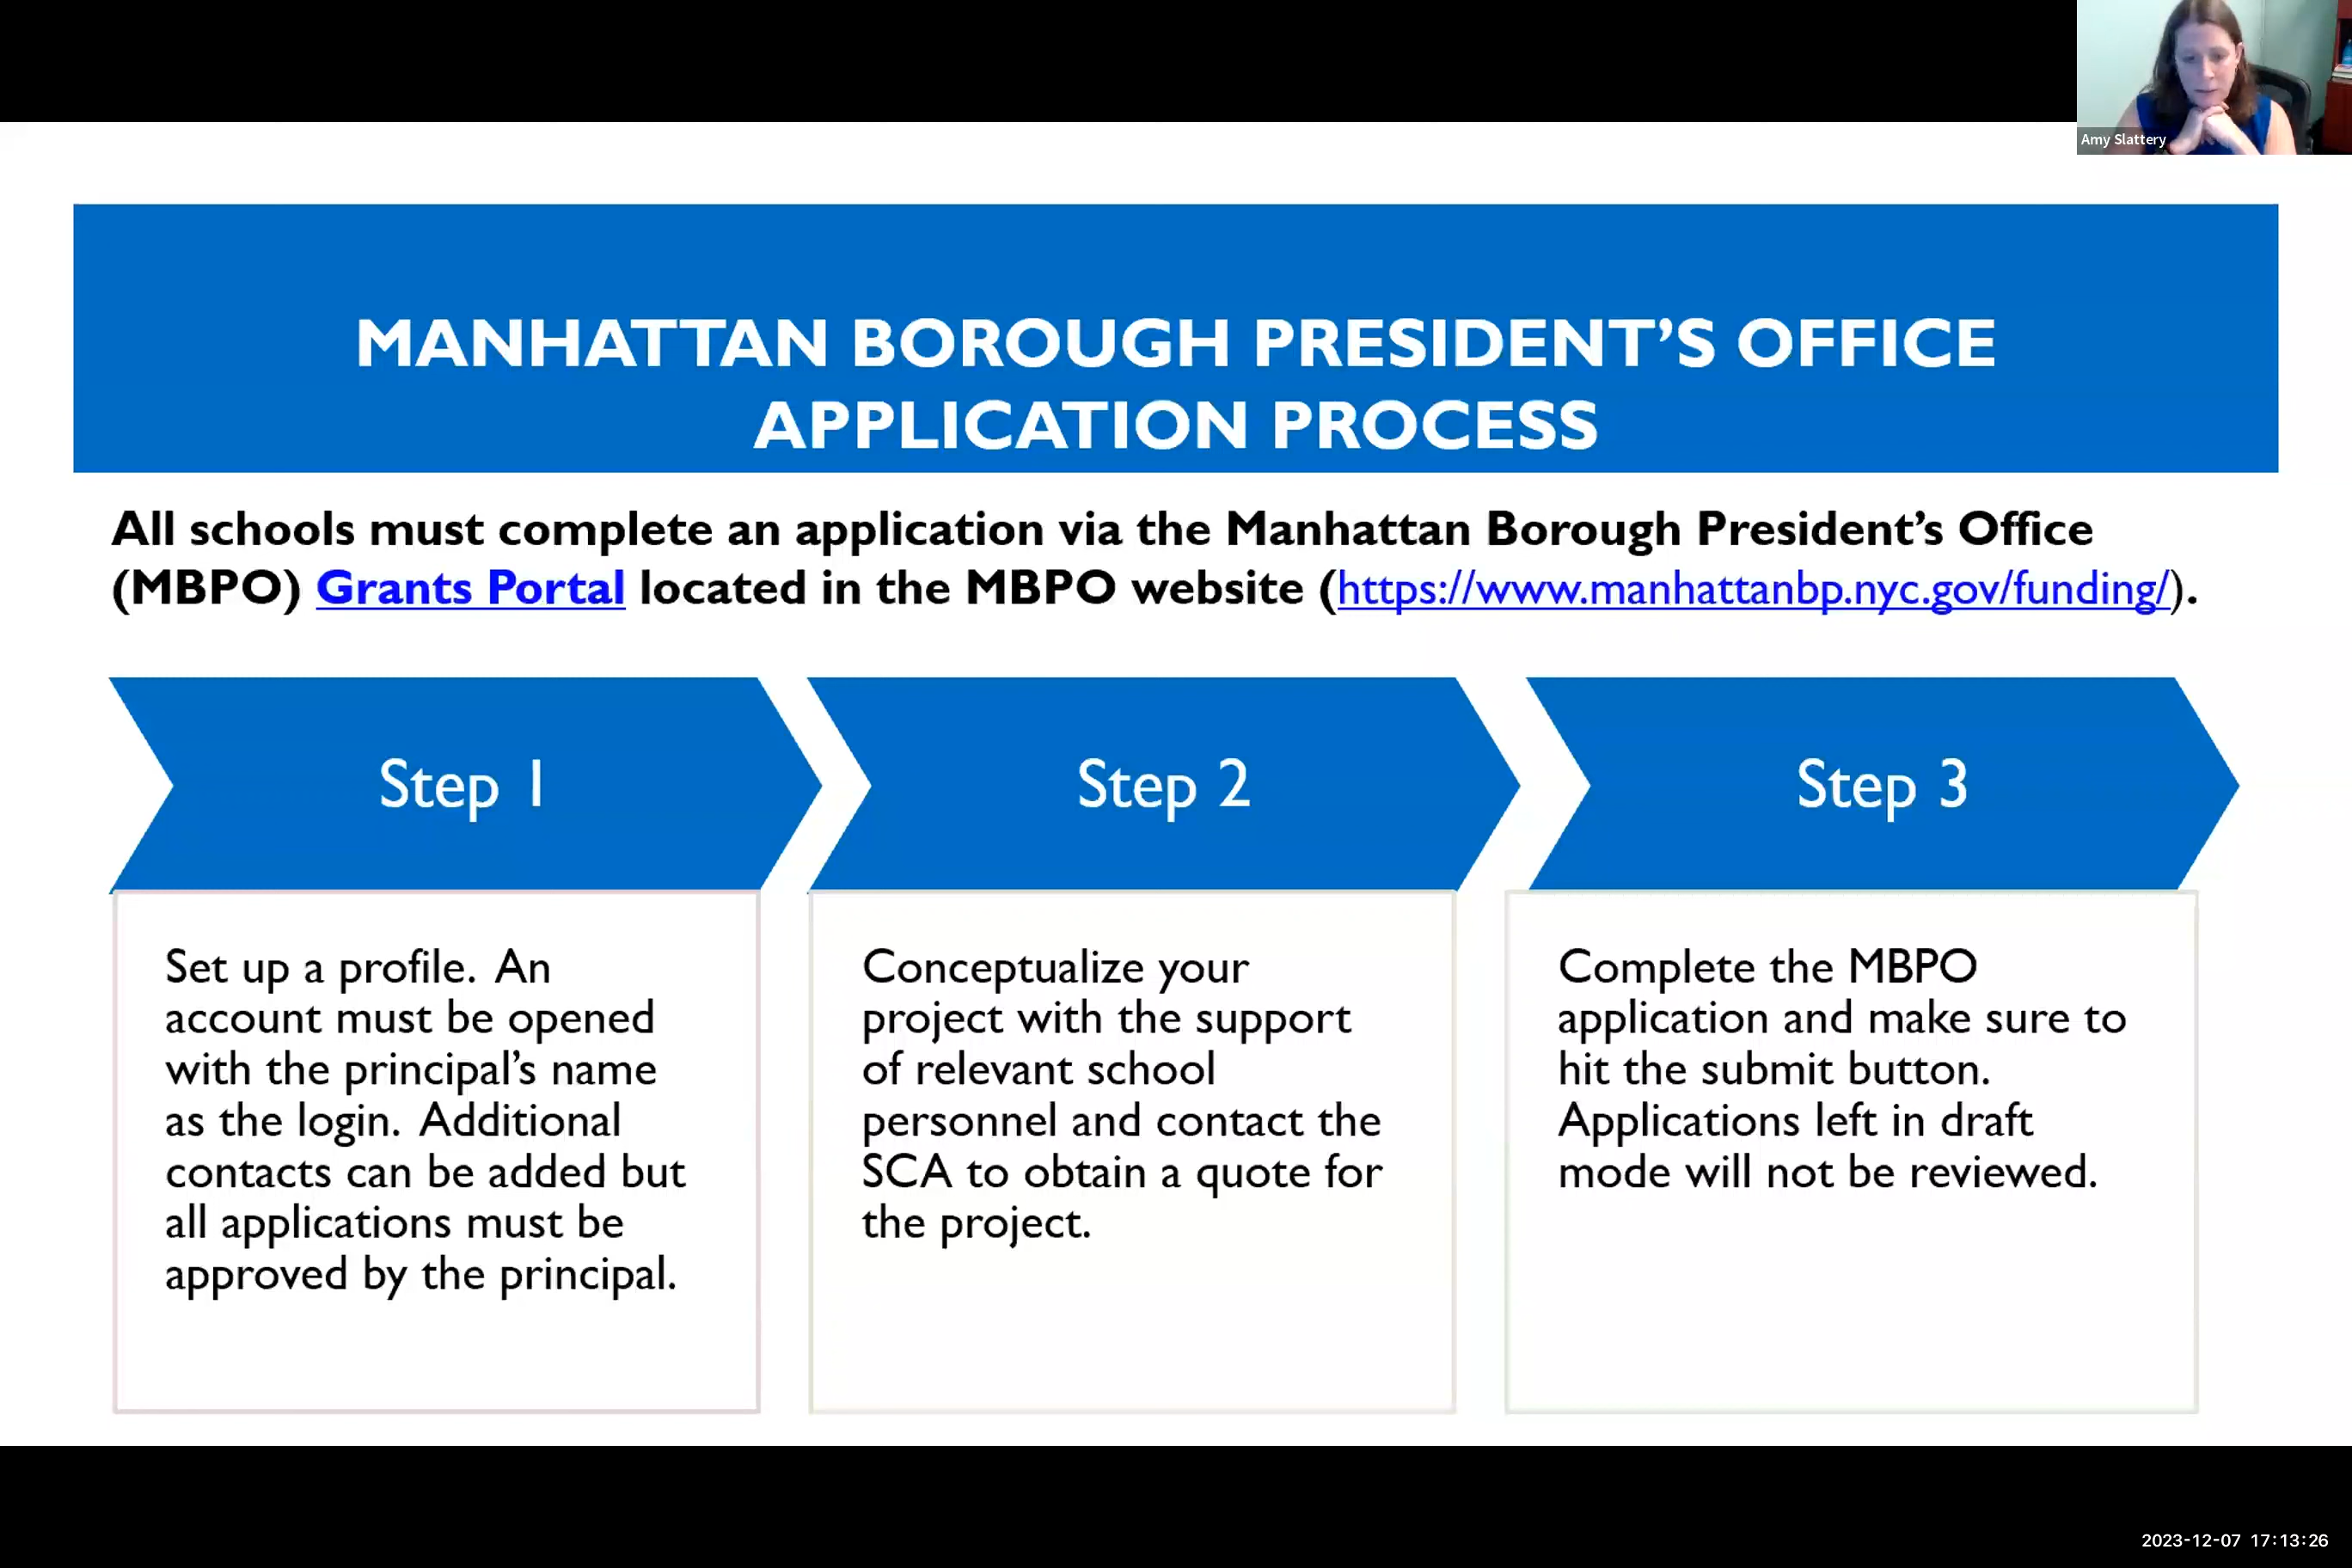 Amy Slattery
MANHATTAN BOROUGH PRESIDENT’S OFFICE
APPLICATION PROCESS
All schools must complete an application via the Manhattan Borough President’s Office
(MBPO) Grants Portal located in the MBPO website (https://www.manhattanbp.nyc.gov/funding/).
Step 1
Set up a profile. An
account must be opened
with the principal’s name
as the login. Additional
contacts can be added but
all applications must be
approved by the principal.
Step 2
Conceptualize your
project with the support
of relevant school
personnel and contact the
SCA to obtain a quote for
the project.
Step 3
Complete the MBPO
application and make sure to
hit the submit button.
Applications left in draft
mode will not be reviewed.
2023-12-07 17:13:26